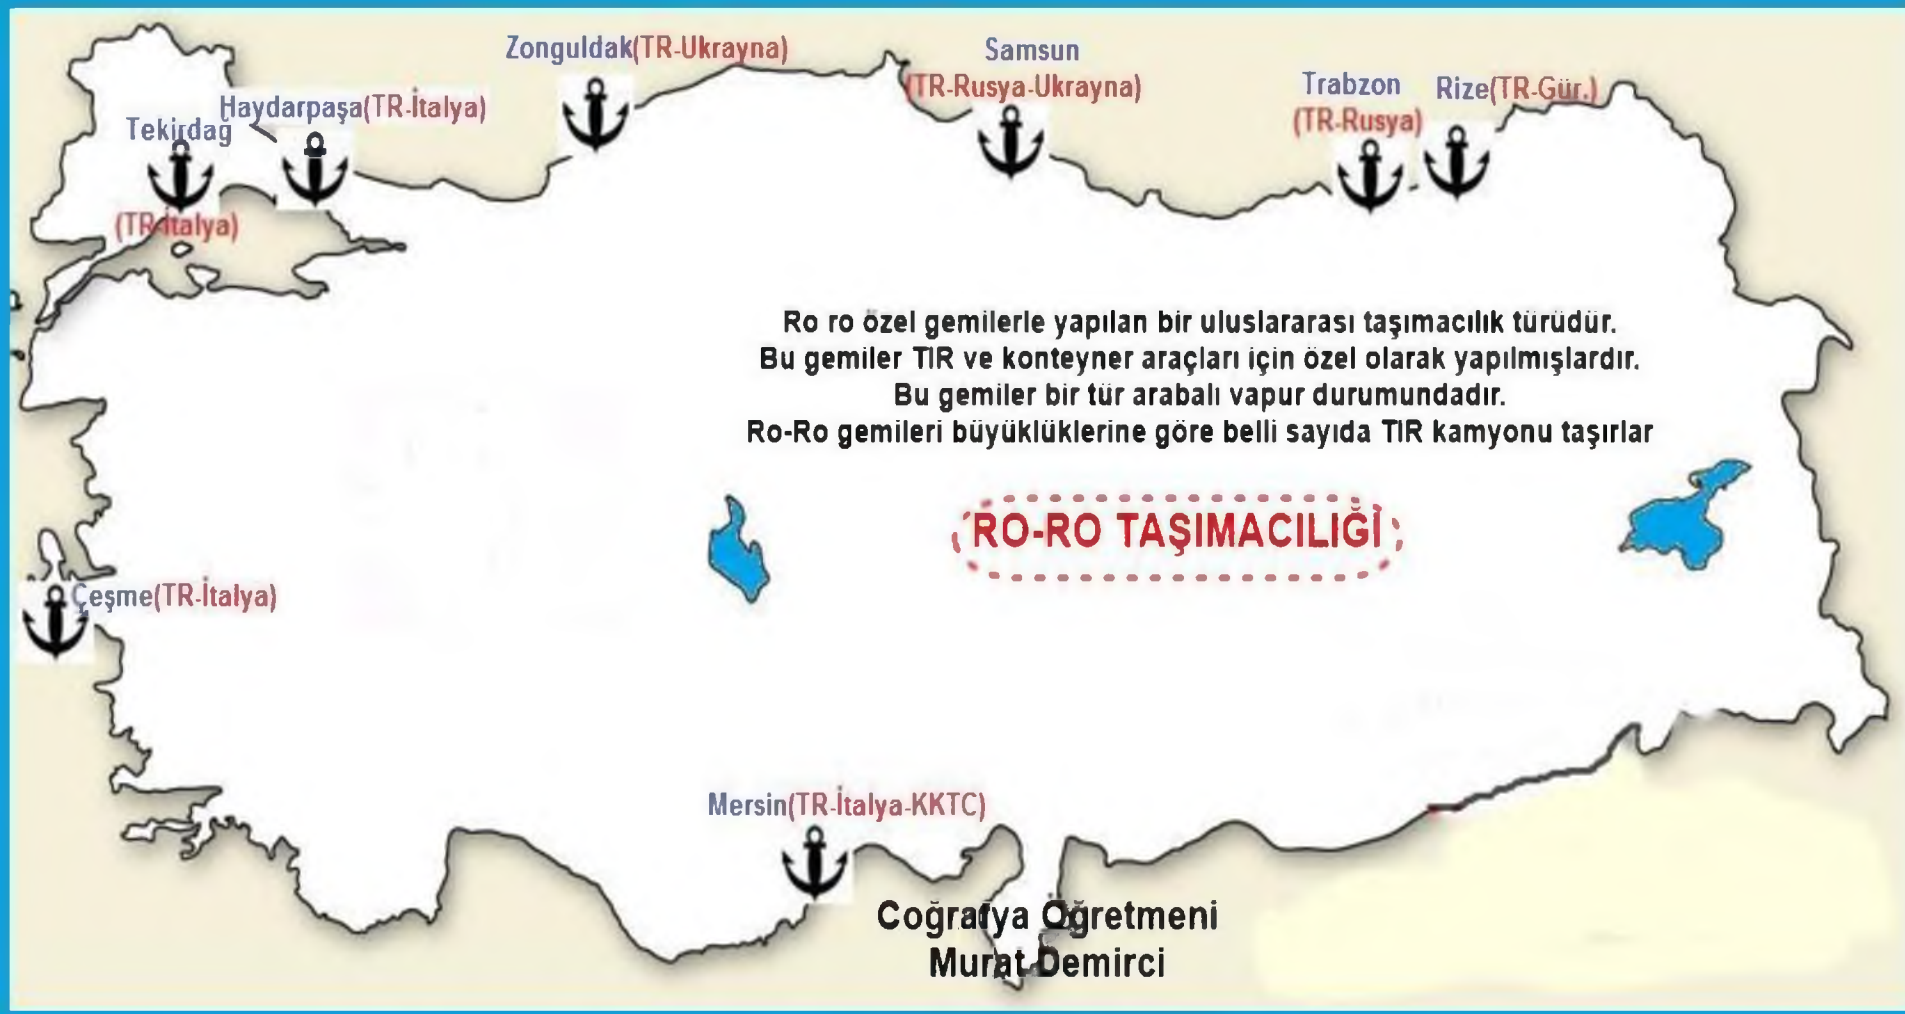 Zonguldak(TR-Ukrayna)
Samsun
(TR-Rusya-Ukrayna)
Trabzon
(TR-Rusya)
Rize(TR-Gür.)
Haydarpaşa(TR-İtalya)
Tekirdağ
(TR-İtalya)
Ro ro özel gemilerle yapılan bir uluslararası taşımacılık türüdür.
Bu gemiler TIR ve konteyner araçları için özel olarak yapılmışlardır.
Bu gemiler bir tür arabalı vapur durumundadır.
Ro-Ro gemileri büyüklüklerine göre belli sayıda TIR kamyonu taşırlar
RO-RO TAŞIMACILIĞI
Çeşme(TR-İtalya)
Mersin(TR-İtalya-KKTC)
Coğrafya Öğretmeni
Murat Demirci